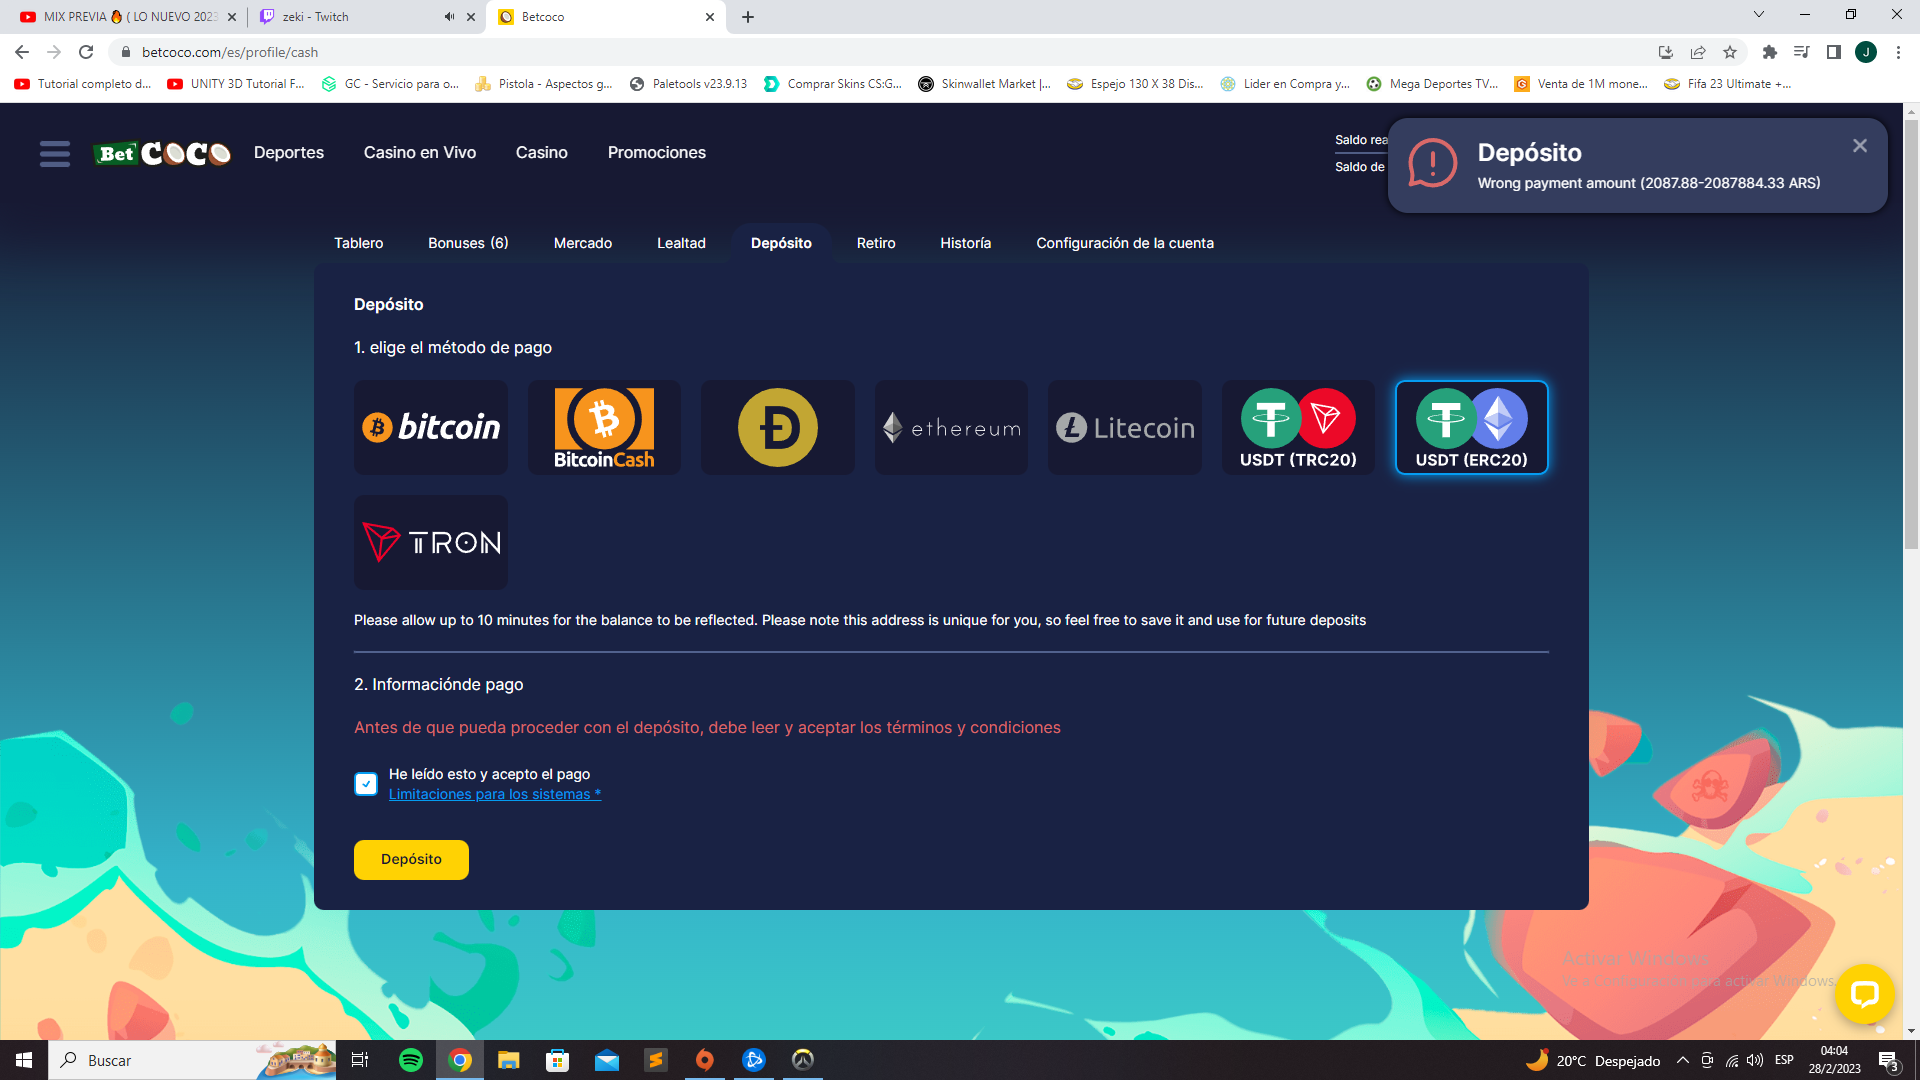 MIX PREVIA 🔥 ( LO NUEVO 2023
zeki - Twitch
Betcoco
betcoco.com/es/profile/cash
J
Tutorial completo d...
UNITY 3D Tutorial F...
GC - Servicio para o...
Pistola - Aspectos g...
Paletools v23.9.13
Comprar Skins CS:G...
Skinwallet Market |...
Espejo 130 X 38 Dis...
Lider en Compra y...
Mega Deportes TV...
Venta de 1M mone...
Fifa 23 Ultimate +...
Bet COCO
Deportes
Casino en Vivo
Casino
Promociones
Saldo rea
Saldo de
Depósito
Wrong payment amount (2087.88-2087884.33 ARS)
Tablero
Bonuses (6)
Mercado
Lealtad
Depósito
Retiro
Historía
Configuración de la cuenta
Depósito
1. elige el método de pago
bitcoin
BitcoinCash
ethereum
Litecoin
USDT (TRC20)
USDT (ERC20)
TRON
Please allow up to 10 minutes for the balance to be reflected. Please note this address is unique for you, so feel free to save it and use for future deposits
2. Informaciónde pago
Antes de que pueda proceder con el depósito, debe leer y aceptar los términos y condiciones
He leído esto y acepto el pago
Limitaciones para los sistemas *
Depósito
Activar Windows
para activar Windows.
Buscar
20°C Despejado
ESP
04:04
28/2/2023
3